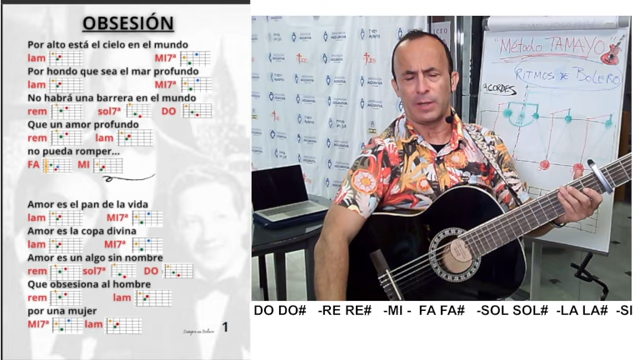 OBSESIÓN
Por alto está el cielo en el mundo
lam MI7ª
Por hondo que sea el mar profundo
lam MI7ª
No habrá una barrera en el mundo
rem sol7ª DO
Que un amor profundo
rem lam
no pueda romper...
FA MI
Amor es el pan de la vida
lam MI7ª
Amor es la copa divina
lam MI7ª
Amor es un algo sin nombre
rem sol7ª DO
Que obsesiona al hombre
rem lam
por una mujer
MI7ª lam
1
Método TAMAYO
RITMOS DE BOLERO
ACORDES
DO DO# -RE RE# -MI - FA FA# -SOL SOL# -LA LA# -SI